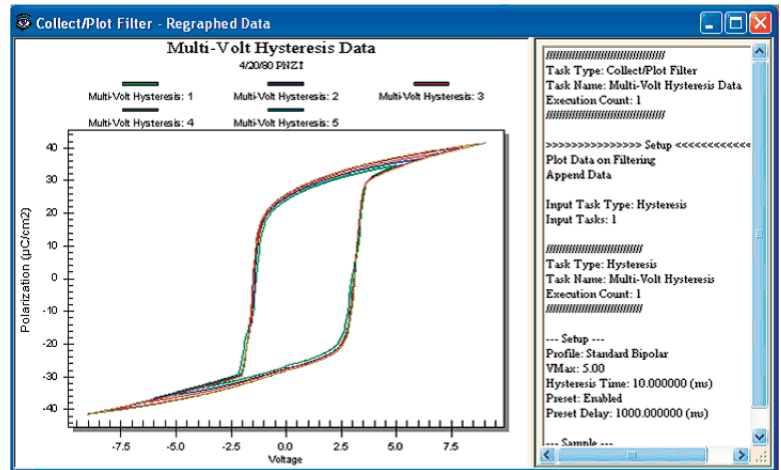 Collect/Plot Filter - Regraphed Data
Multi-Volt Hysteresis Data
4/20/80 PNZT
Multi-Volt Hysteresis: 1
Multi-Volt Hysteresis: 2
Multi-Volt Hysteresis: 3
Multi-Volt Hysteresis: 4
Multi-Volt Hysteresis: 5
Polarization (µC/cm2)
40
30
20
10
0
-10
-20
-30
-40
-7.5 -5.0 -2.5 0.0 2.5 5.0 7.5
Voltage
//////////////////////////////////////
Task Type: Collect/Plot Filter
Task Name: Multi-Volt Hysteresis Data
Execution Count: 1
//////////////////////////////////////
>>>>>>>>>>>>>>> Setup <<<<<<<<<<<<
Plot Data on Filtering
Append Data
Input Task Type: Hysteresis
Input Tasks: 1
//////////////////////////////
Task Type: Hysteresis
Task Name: Multi-Volt Hysteresis
Execution Count: 1
//////////////////////////////
--- Setup ---
Profile: Standard Bipolar
VMax: 5.00
Hysteresis Time: 10.000000 (ms)
Preset: Enabled
Preset Delay: 1000.000000 (ms)
--- Sample ---